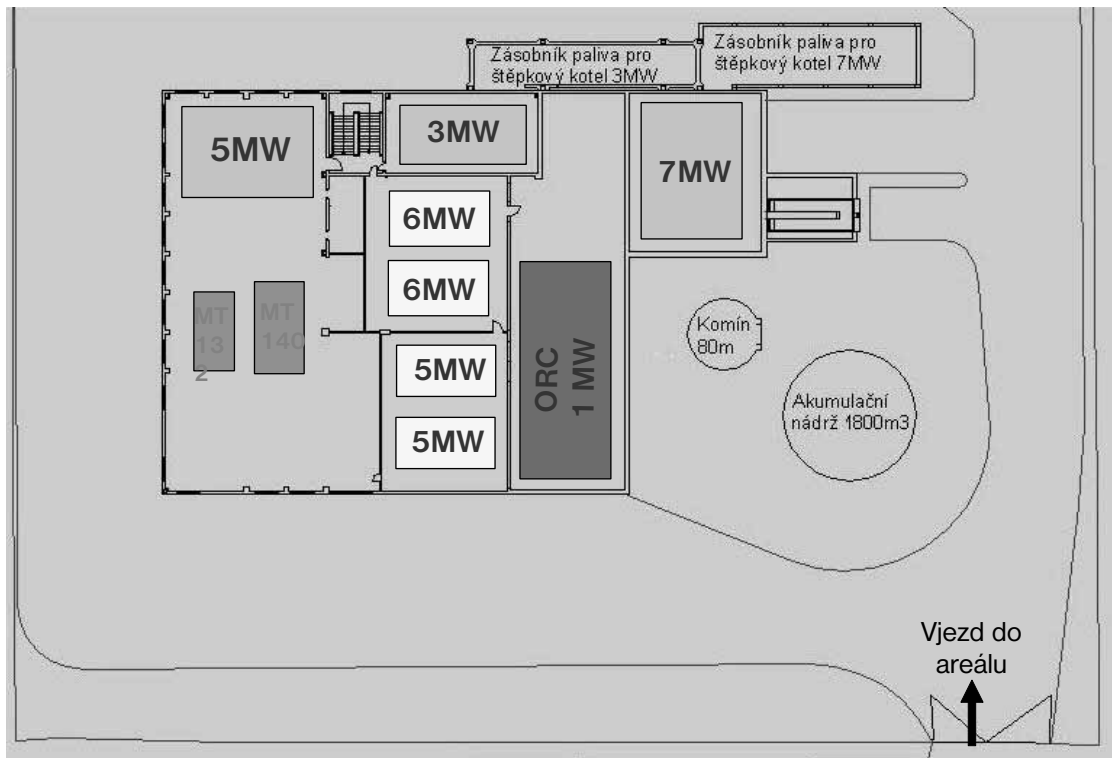 Zásobník paliva pro
štěpkový kotel 3MW
Zásobník paliva pro
štěpkový kotel 7MW
5MW
3MW
7MW
6MW
6MW
MT
13
2
MT
140
5MW
5MW
ORC
1 MW
Komín
80m
Akumulační
nádrž 1800m3
Vjezd do
areálu